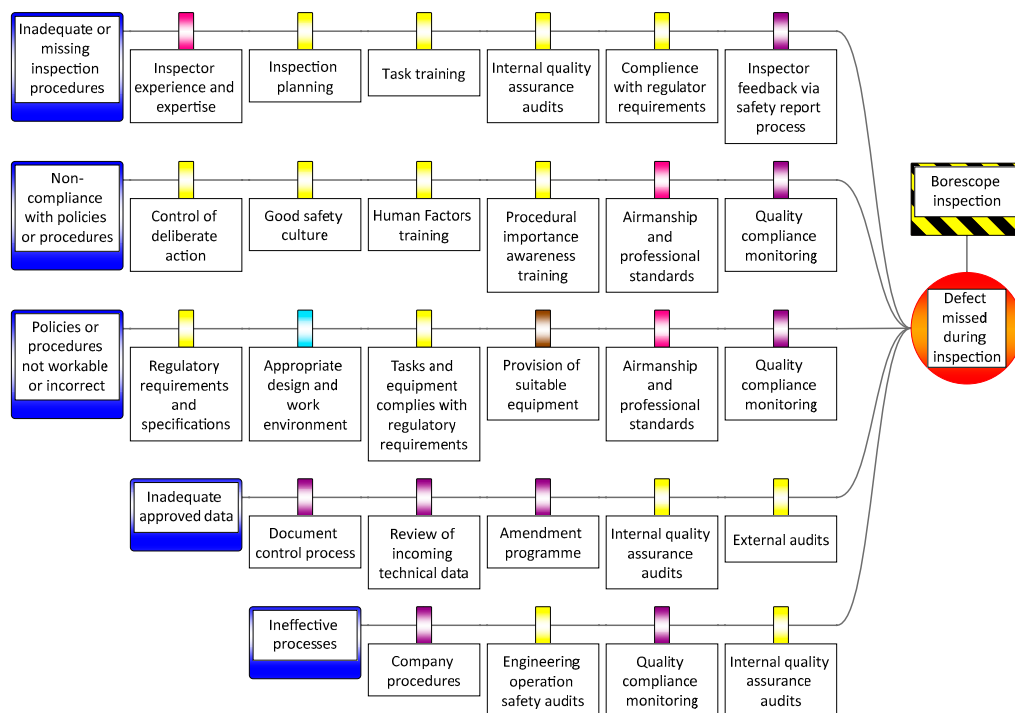 Inadequate or
missing
inspection
procedures
Inspector
experience and
expertise
Inspection
planning
Task training
Internal quality
assurance
audits
Complience
with regulator
requirements
Inspector
feedback via
safety report
process
Non-
compliance
with policies
or procedures
Control of
deliberate
action
Good safety
culture
Human Factors
training
Procedural
importance
awareness
training
Airmanship
and
professional
standards
Quality
compliance
monitoring
Borescope
inspection
Defect
missed
during
inspection
Policies or
procedures
not workable
or incorrect
Regulatory
requirements
and
specifications
Appropriate
design and
work
environment
Tasks and
equipment
complies with
regulatory
requirements
Provision of
suitable
equipment
Airmanship
and
professional
standards
Quality
compliance
monitoring
Inadequate
approved data
Document
control process
Review of
incoming
technical data
Amendment
programme
Internal quality
assurance
audits
External audits
Ineffective
processes
Company
procedures
Engineering
operation
safety audits
Quality
compliance
monitoring
Internal quality
assurance
audits